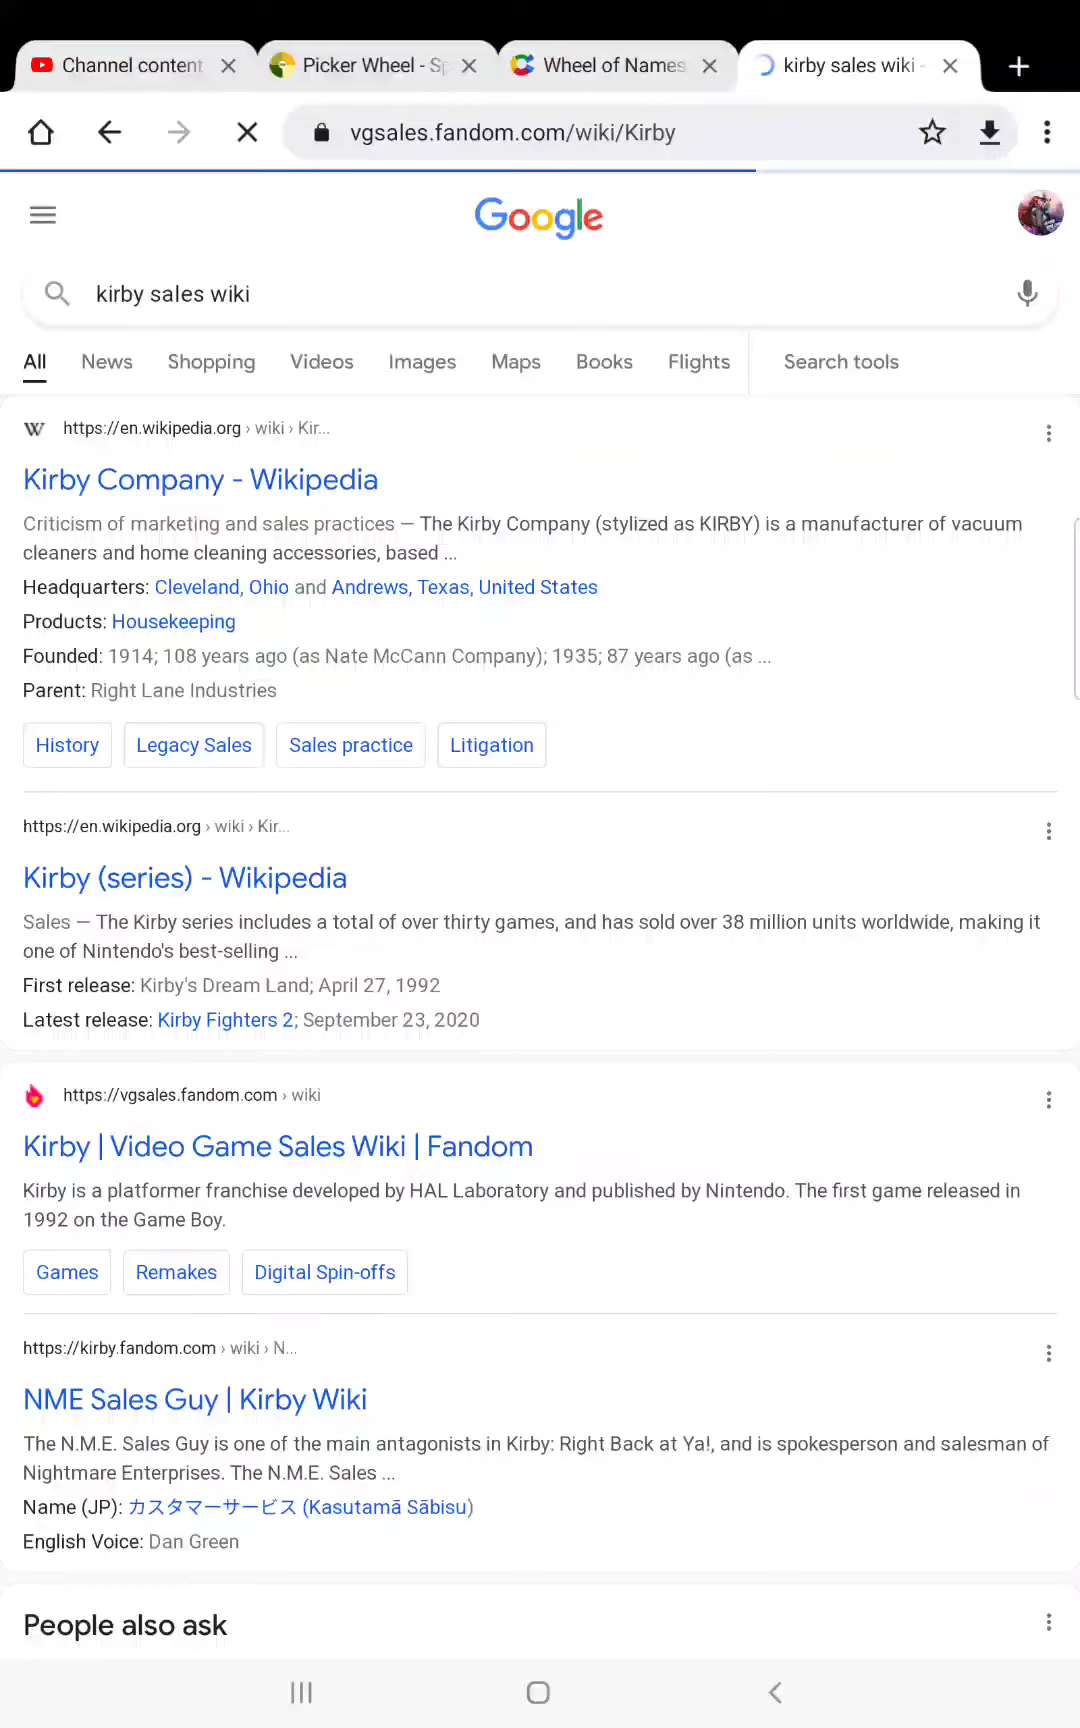 Channel content
Picker Wheel - Sp
Wheel of Names
kirby sales wiki -
vgsales.fandom.com/wiki/Kirby
Google
kirby sales wiki
All News Shopping Videos Images Maps Books Flights Search tools
W https://en.wikipedia.org › wiki › Kir...
Kirby Company - Wikipedia
Criticism of marketing and sales practices — The Kirby Company (stylized as KIRBY) is a manufacturer of vacuum
cleaners and home cleaning accessories, based ...
Headquarters: Cleveland, Ohio and Andrews, Texas, United States
Products: Housekeeping
Founded: 1914; 108 years ago (as Nate McCann Company); 1935; 87 years ago (as ...
Parent: Right Lane Industries
History Legacy Sales Sales practice Litigation
https://en.wikipedia.org › wiki › Kir...
Kirby (series) - Wikipedia
Sales — The Kirby series includes a total of over thirty games, and has sold over 38 million units worldwide, making it
one of Nintendo's best-selling ...
First release: Kirby's Dream Land; April 27, 1992
Latest release: Kirby Fighters 2; September 23, 2020
https://vgsales.fandom.com › wiki
Kirby | Video Game Sales Wiki | Fandom
Kirby is a platformer franchise developed by HAL Laboratory and published by Nintendo. The first game released in
1992 on the Game Boy.
Games Remakes Digital Spin-offs
https://kirby.fandom.com › wiki › N...
NME Sales Guy | Kirby Wiki
The N.M.E. Sales Guy is one of the main antagonists in Kirby: Right Back at Ya!, and is spokesperson and salesman of
Nightmare Enterprises. The N.M.E. Sales ...
Name (JP): カスタマーサービス (Kasutamā Sābisu)
English Voice: Dan Green
People also ask